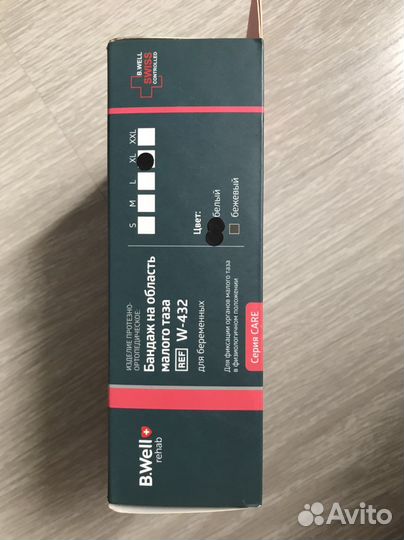 B.WELL
SWISS
CONTROLLED
S M L XL XXL
Цвет:
белый
бежевый
ИЗДЕЛИЕ ПРОТЕЗНО-
ОРТОПЕДИЧЕСКОЕ:
Бандаж на область
малого таза
REF W-432
для беременных
Для фиксации органов малого таза
в физиологичном положении
Серия CARE
B.Well
rehab
Avito